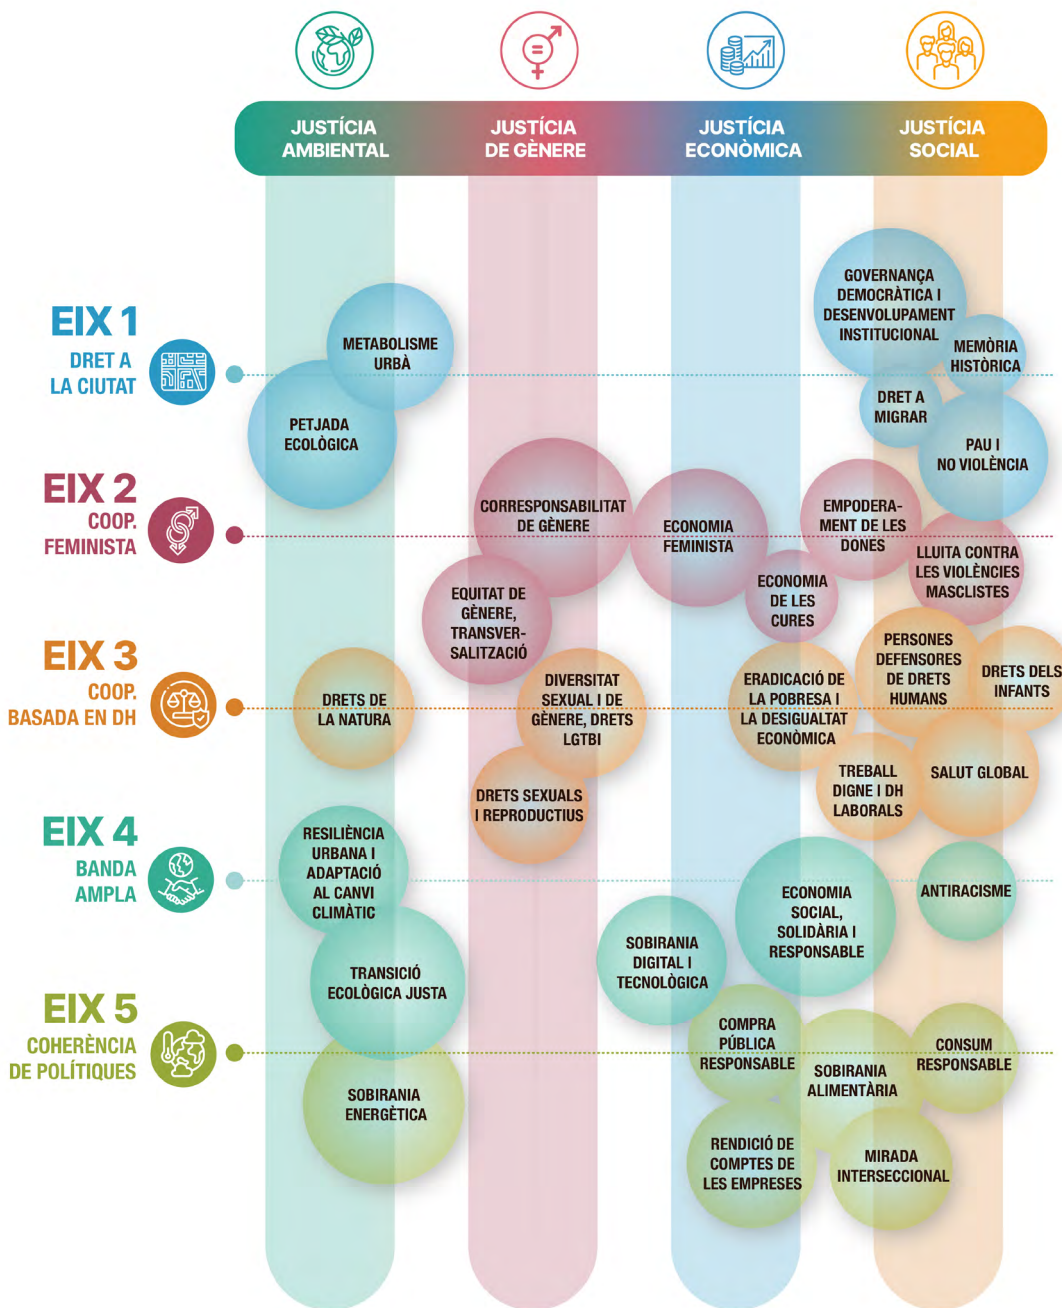 JUSTÍCIA
AMBIENTAL
JUSTÍCIA
DE GÈNERE
JUSTÍCIA
ECONÒMICA
JUSTÍCIA
SOCIAL
EIX 1
DRET A
LA CIUTAT
METABOLISME
URBÀ
PETJADA
ECOLÒGICA
GOVERNANÇA
DEMOCRÀTICA I
DESENVOLUPAMENT
INSTITUCIONAL
MEMÒRIA
HISTÒRICA
DRET A
MIGRAR
PAU I
NO VIOLÈNCIA
EIX 2
COOP.
FEMINISTA
CORRESPONSABILITAT
DE GÈNERE
ECONOMIA
FEMINISTA
EMPODERA-
MENT DE LES
DONES
LLUITA CONTRA
LES VIOLÉNCIES
MASCLISTES
ECONOMIA
DE LES
CURES
EQUITAT DE
GÈNERE,
TRANSVER-
SALITZACIÓ
EIX 3
COOP.
BASADA EN DH
DRETS DE
LA NATURA
DIVERSITAT
SEXUAL I DE
GÈNERE, DRETS
LGTBI
DRETS SEXUALS
I REPRODUCTIUS
ERADICACIÓ DE
LA POBRESA I
LA DESIGUALTAT
ECONÒMICA
PERSONES
DEFENSORES
DE DRETS
HUMANS
DRETS DELS
INFANTS
TREBALL
DIGNE I DH
LABORALS
SALUT GLOBAL
EIX 4
BANDA
AMPLA
RESILIÈNCIA
URBANA I
ADAPTACIÓ
AL CANVI
CLIMÀTIC
TRANSICIÓ
ECOLÒGICA JUSTA
SOBIRANIA
DIGITAL I
TECNOLÒGICA
ECONOMIA
SOCIAL,
SOLIDÀRIA I
RESPONSABLE
ANTIRACISME
EIX 5
COHERÈNCIA
DE POLÍTIQUES
SOBIRANIA
ENERGÈTICA
COMPRA
PÚBLICA
RESPONSABLE
SOBIRANIA
ALIMENTÀRIA
CONSUM
RESPONSABLE
RENDICIÓ DE
COMPTES DE
LES EMPRESES
MIRADA
INTERSECCIONAL